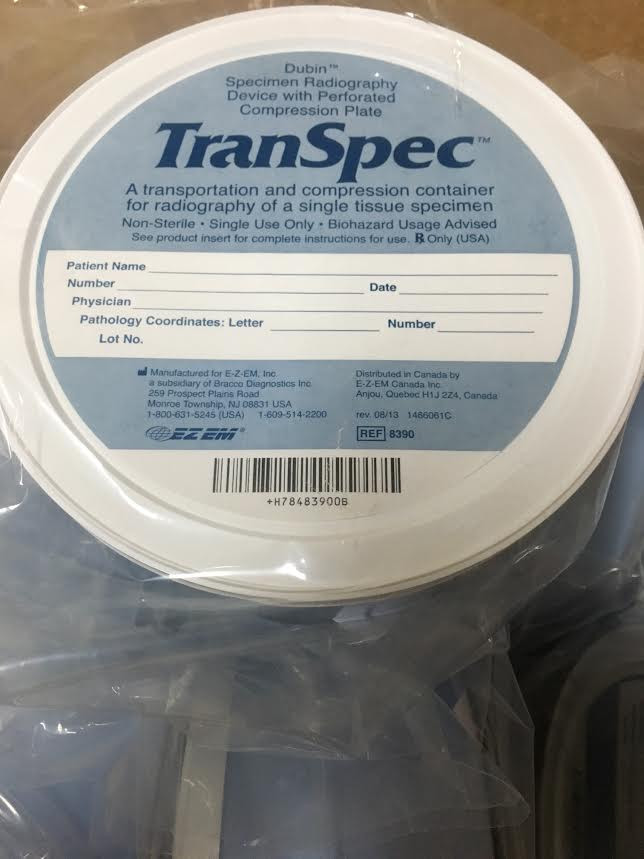 Dubin™
Specimen Radiography
Device with Perforated
Compression Plate
TranSpec™
A transportation and compression container
for radiography of a single tissue specimen
Non-Sterile • Single Use Only • Biohazard Usage Advised
See product insert for complete instructions for use. ℞ Only (USA)
Patient Name
Number Date
Physician
Pathology Coordinates: Letter Number
Lot No.
Manufactured for E-Z-EM, Inc.
a subsidiary of Bracco Diagnostics Inc.
259 Prospect Plains Road
Monroe Township, NJ 08831 USA
1-800-631-5245 (USA) 1-609-514-2200
EZEM®
Distributed in Canada by
E-Z-EM Canada Inc.
Anjou, Quebec H1J 2Z4, Canada
rev. 08/13 1466061C
REF 8390
+H78483900B